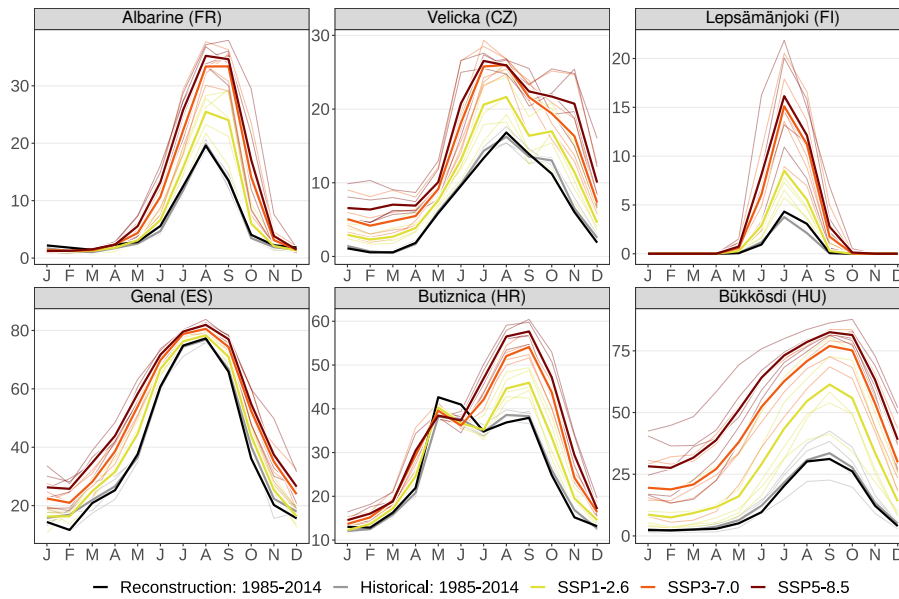 Albarine (FR) Velicka (CZ) Lepsämänjoki (FI)
30 20 10 0
30 20 10 0
20 15 10 5 0
J F M A M J J A S O N D
J F M A M J J A S O N D
J F M A M J J A S O N D
Genal (ES) Butiznica (HR) Bükkösdi (HU)
80 60 40 20
60 50 40 30 20 10
75 50 25 0
J F M A M J J A S O N D
J F M A M J J A S O N D
J F M A M J J A S O N D
Reconstruction: 1985-2014 Historical: 1985-2014 SSP1-2.6 SSP3-7.0 SSP5-8.5